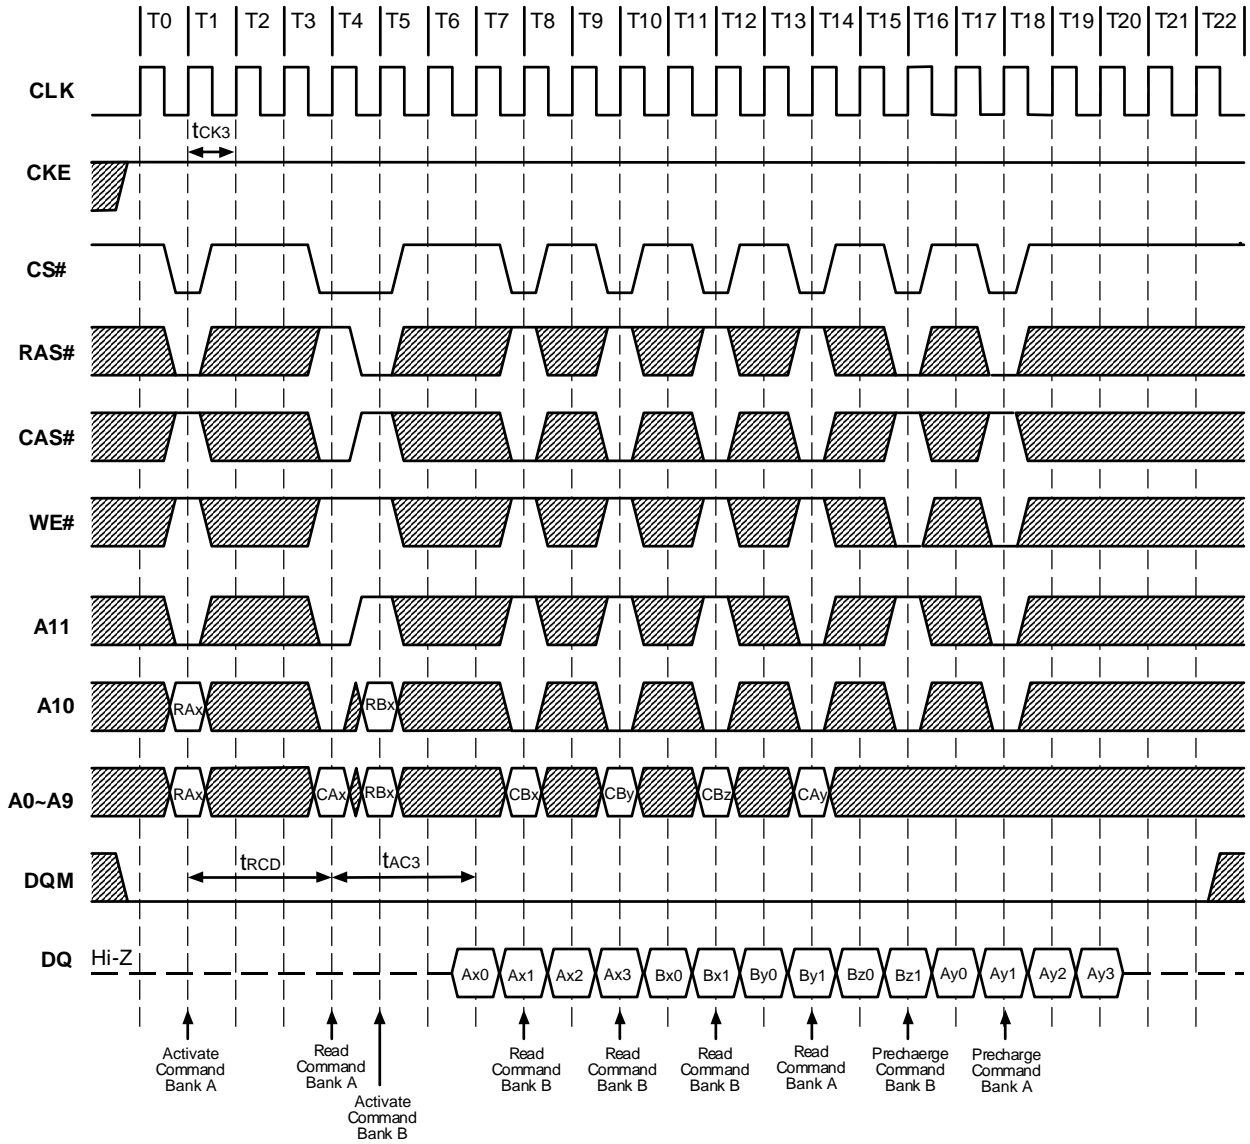 T0 T1 T2 T3 T4 T5 T6 T7 T8 T9 T10 T11 T12 T13 T14 T15 T16 T17 T18 T19 T20 T21 T22
CLK
tCK3
CKE
CS#
RAS#
CAS#
WE#
A11
A10
RAx RBx
A0~A9
RAx CAx RBx CBx CBy CBz CAy
DQM
tRCD tAC3
DQ Hi-Z
Ax0 Ax1 Ax2 Ax3 Bx0 Bx1 By0 By1 Bz0 Bz1 Ay0 Ay1 Ay2 Ay3
Activate
Command
Bank A
Read
Command
Bank A
Activate
Command
Bank B
Read
Command
Bank B
Read
Command
Bank B
Read
Command
Bank B
Read
Command
Bank A
Prechaerge
Command
Bank B
Precharge
Command
Bank A